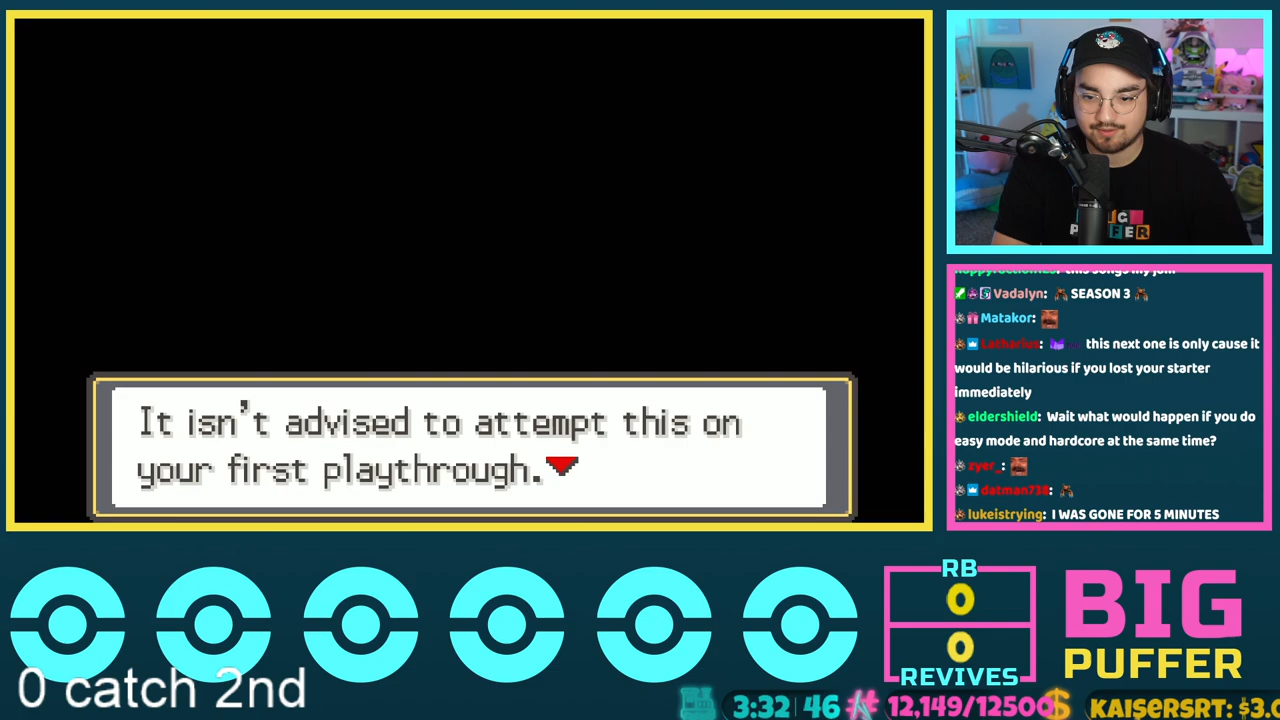 It isn't advised to attempt this on
your first playthrough.
Vadalyn: SEASON 3
Matakor:
Latharius: this next one is only cause it
would be hilarious if you lost your starter
immediately
eldershield: Wait what would happen if you do
easy mode and hardcore at the same time?
zyer_:
datman738:
lukeistrying: I WAS GONE FOR 5 MINUTES
RB
0
0
REVIVES
BIG
PUFFER
0 catch 2nd
3:32 46 12,149/12500 KAISERSRT: $3.0